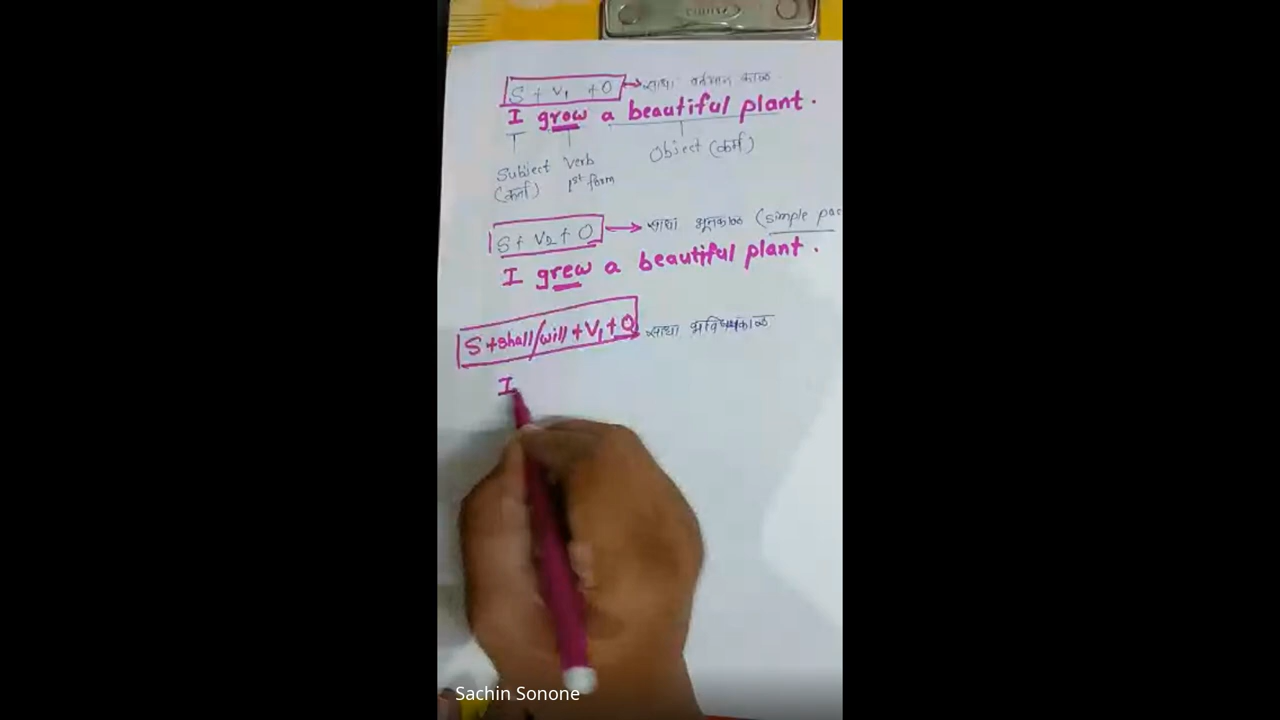 S + V₁ + O → साधा वर्तमान काळ
I grow a beautiful plant.
Subject Verb Object (कर्म)
(कर्ता) 1st form
S + V₂ + O → साधा भूतकाळ (simple pas
I grew a beautiful plant.
S + shall/will + V₁ + O → साधा भविष्यकाळ
I
Sachin Sonone